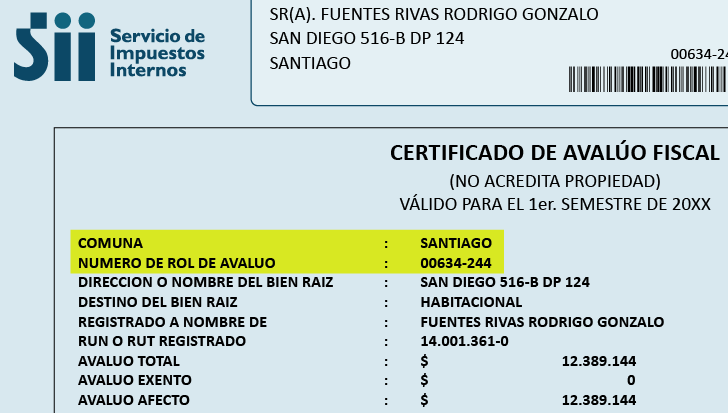 Sii Servicio de
Impuestos
Internos
SR(A). FUENTES RIVAS RODRIGO GONZALO
SAN DIEGO 516-B DP 124
SANTIAGO
00634-24
CERTIFICADO DE AVALÚO FISCAL
(NO ACREDITA PROPIEDAD)
VÁLIDO PARA EL 1er. SEMESTRE DE 20XX
COMUNA : SANTIAGO
NUMERO DE ROL DE AVALUO : 00634-244
DIRECCION O NOMBRE DEL BIEN RAIZ : SAN DIEGO 516-B DP 124
DESTINO DEL BIEN RAIZ : HABITACIONAL
REGISTRADO A NOMBRE DE : FUENTES RIVAS RODRIGO GONZALO
RUN O RUT REGISTRADO : 14.001.361-0
AVALUO TOTAL : $ 12.389.144
AVALUO EXENTO : $ 0
AVALUO AFECTO : $ 12.389.144